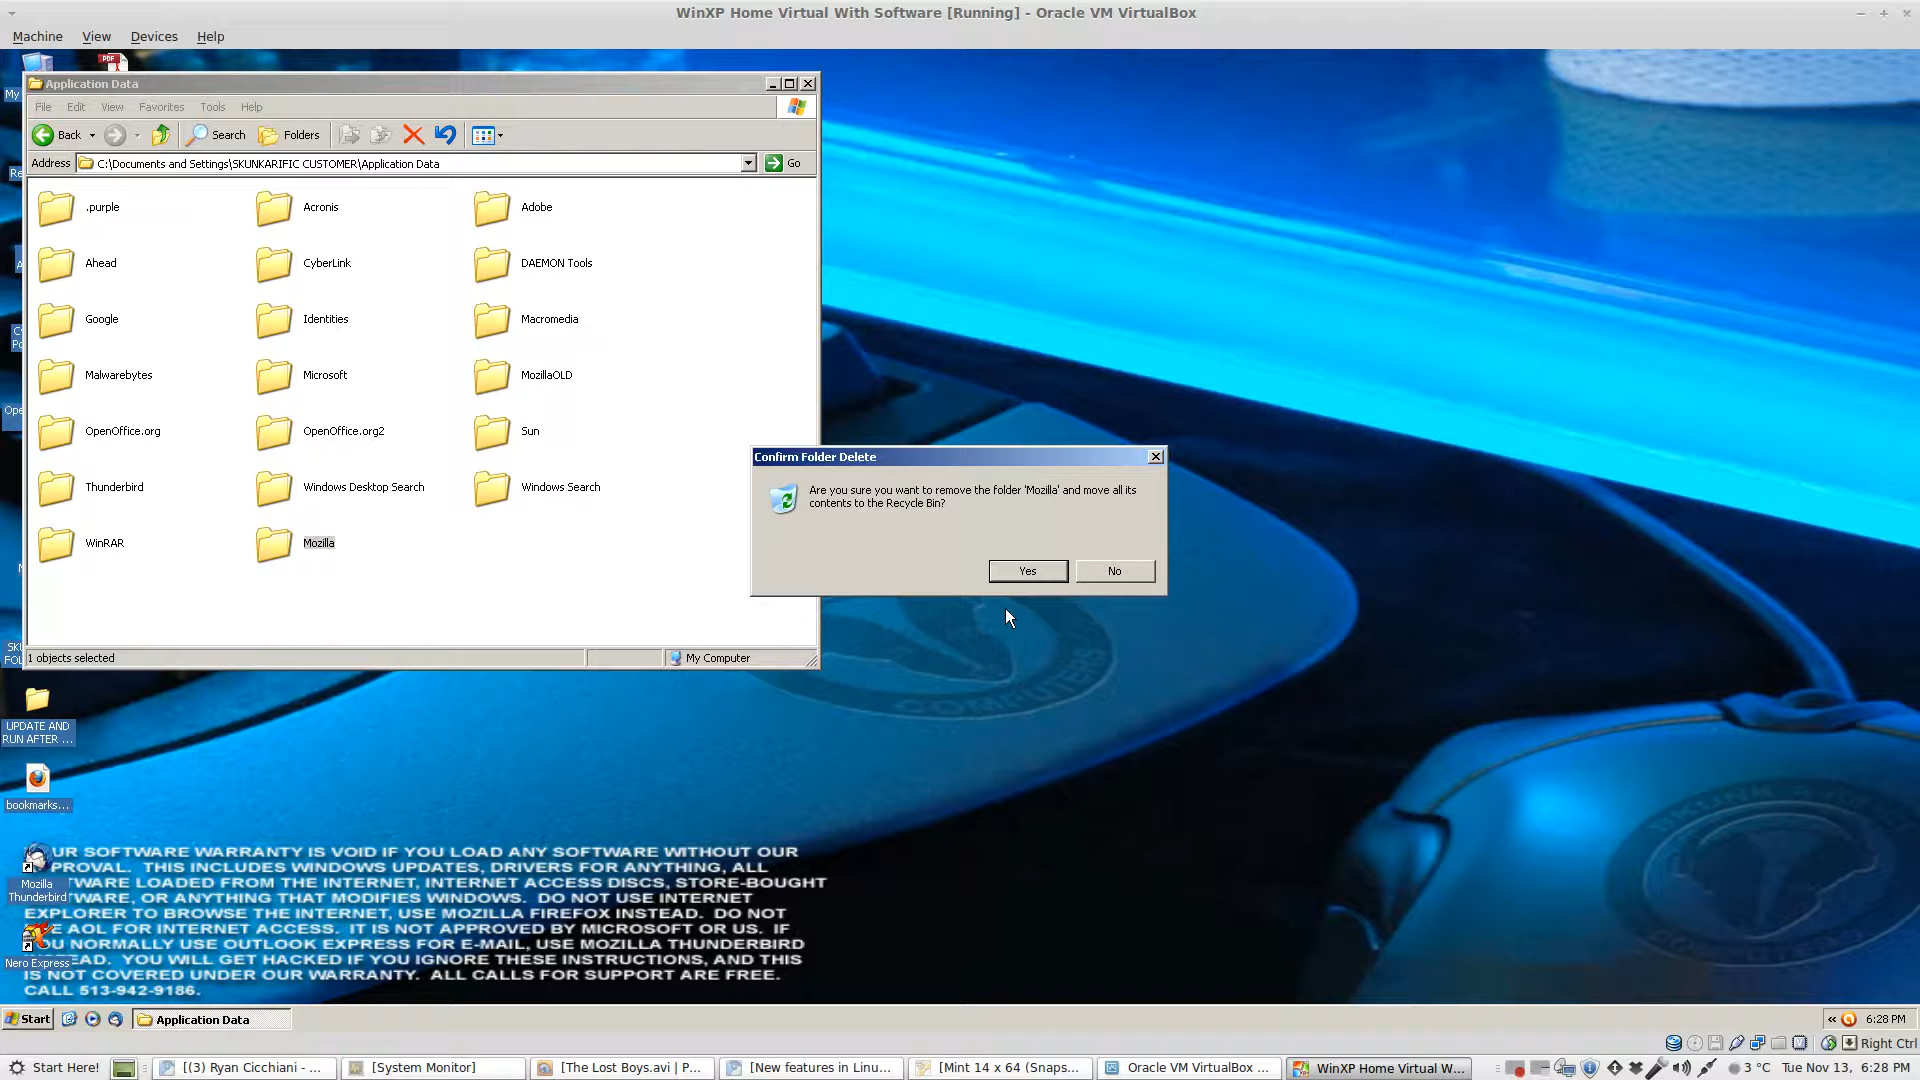 WinXP Home Virtual With Software [Running] - Oracle VM VirtualBox
Machine View Devices Help
PDF
Application Data
File Edit View Favorites Tools Help
Back Search Folders
Address C:\Documents and Settings\SKUNKARIFIC CUSTOMER\Application Data Go
My
.purple Acronis Adobe
Ahead CyberLink DAEMON Tools
Google Identities Macromedia
Malwarebytes Microsoft MozillaOLD
OpenOffice.org OpenOffice.org2 Sun
Thunderbird Windows Desktop Search Windows Search
WinRAR Mozilla
1 objects selected My Computer
Confirm Folder Delete
Are you sure you want to remove the folder 'Mozilla' and move all its
contents to the Recycle Bin?
Yes No
COMPUTERS
UPDATE AND
RUN AFTER ...
bookmarks...
Mozilla
Thunderbird
Nero Express
UR SOFTWARE WARRANTY IS VOID IF YOU LOAD ANY SOFTWARE WITHOUT OUR
PROVAL. THIS INCLUDES WINDOWS UPDATES, DRIVERS FOR ANYTHING, ALL
TWARE LOADED FROM THE INTERNET, INTERNET ACCESS DISCS, STORE-BOUGHT
TWARE, OR ANYTHING THAT MODIFIES WINDOWS. DO NOT USE INTERNET
EXPLORER TO BROWSE THE INTERNET, USE MOZILLA FIREFOX INSTEAD. DO NOT
E AOL FOR INTERNET ACCESS. IT IS NOT APPROVED BY MICROSOFT OR US. IF
U NORMALLY USE OUTLOOK EXPRESS FOR E-MAIL, USE MOZILLA THUNDERBIRD
EAD. YOU WILL GET HACKED IF YOU IGNORE THESE INSTRUCTIONS, AND THIS
IS NOT COVERED UNDER OUR WARRANTY. ALL CALLS FOR SUPPORT ARE FREE.
CALL 513-942-9186.
Start Application Data « 6:28 PM
Right Ctrl
Start Here! [(3) Ryan Cicchiani - ... [System Monitor] [The Lost Boys.avi] P... [New features in Linu... [Mint 14 x 64 (Snaps... Oracle VM VirtualBox ... WinXP Home Virtual W... 3 °C Tue Nov 13, 6:28 PM